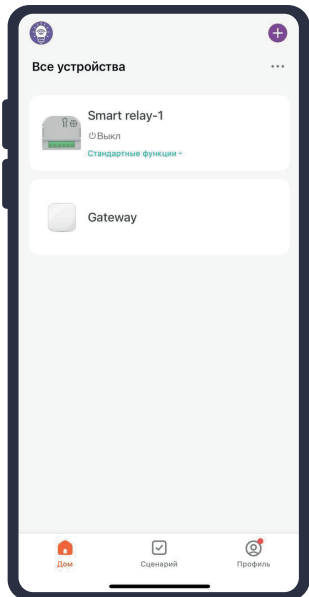 Все устройства
Smart relay-1
Выкл
Стандартные функции
Gateway
Дом
Сценарий
Профиль